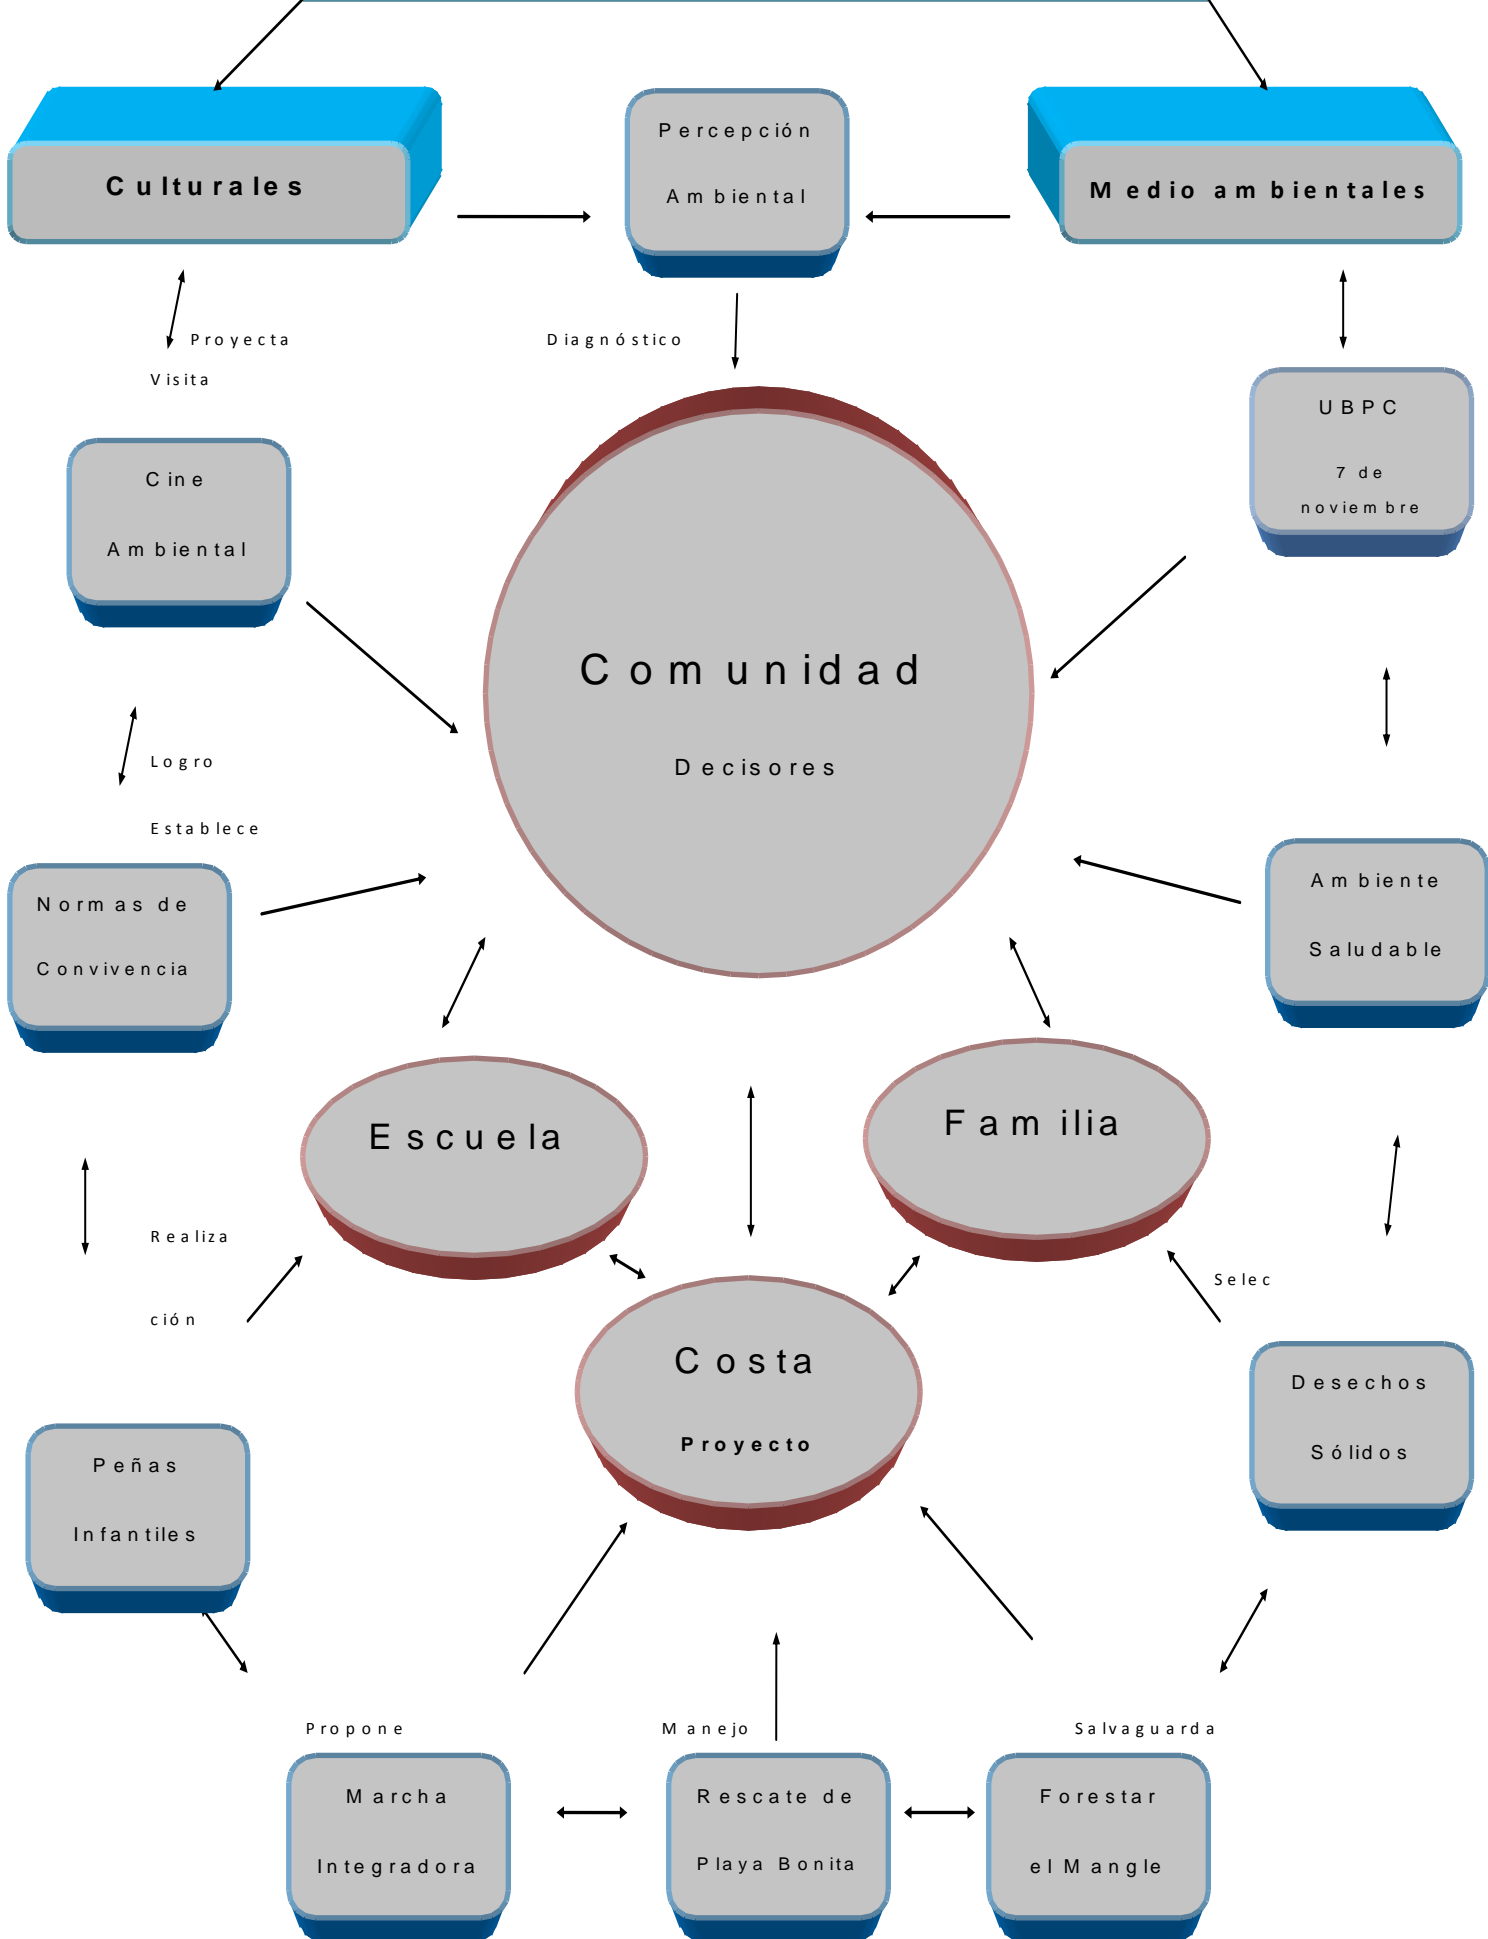 Percepción
Ambiental
Culturales
Medio ambientales
Proyecta
Diagnóstico
Visita
UBPC
7 de
noviembre
Cine
Ambiental
Comunidad
Decisores
Logro
Establece
Normas de
Convivencia
Ambiente
Saludable
Escuela
Familia
Realiza
ción
Selec
Costa
Proyecto
Desechos
Sólidos
Peñas
Infantiles
Propone
Manejo
Salvaguarda
Marcha
Integradora
Rescate de
Playa Bonita
Forestar
el Mangle